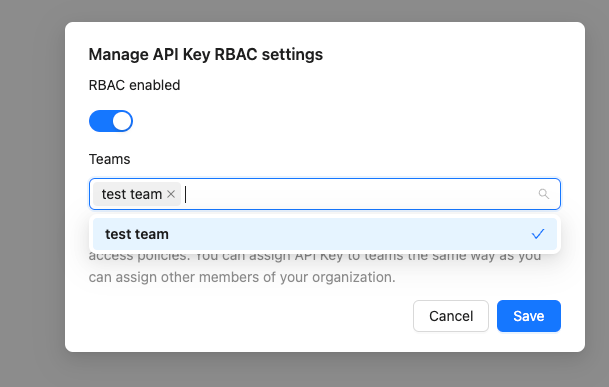 Manage API Key RBAC settings
RBAC enabled
Teams
test team
test team
access policies. You can assign API Key to teams the same way as you
can assign other members of your organization.
Cancel
Save